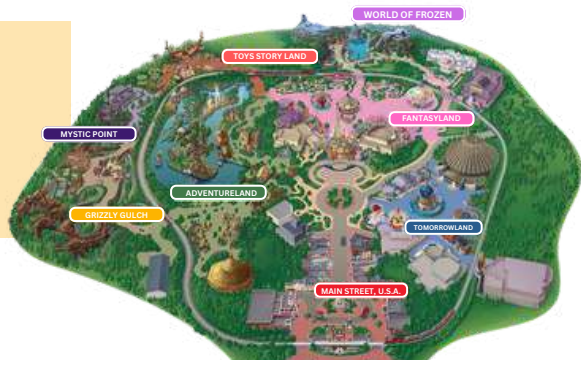 WORLD OF FROZEN
TOYS STORY LAND
FANTASYLAND
MYSTIC POINT
ADVENTURELAND
GRIZZLY GULCH
TOMORROWLAND
MAIN STREET, U.S.A.